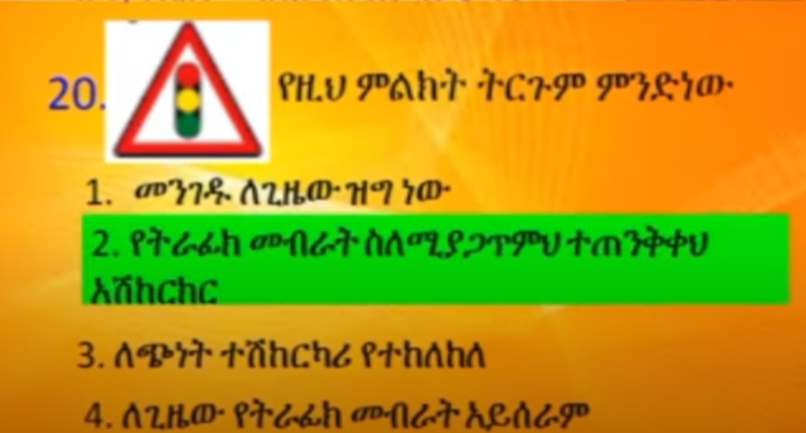 20. የዚህ ምልክት ትርጉም ምንድነው
1. መንገዱ ለጊዜው ዝግ ነው
2. የትራፊክ መብራት ስለሚያጋጥምህ ተጠንቅቀህ
አሽከርክር
3. ለጭነት ተሽከርካሪ የተከለከለ
4. ለጊዜው የትራፊክ መብራት አይሰራም